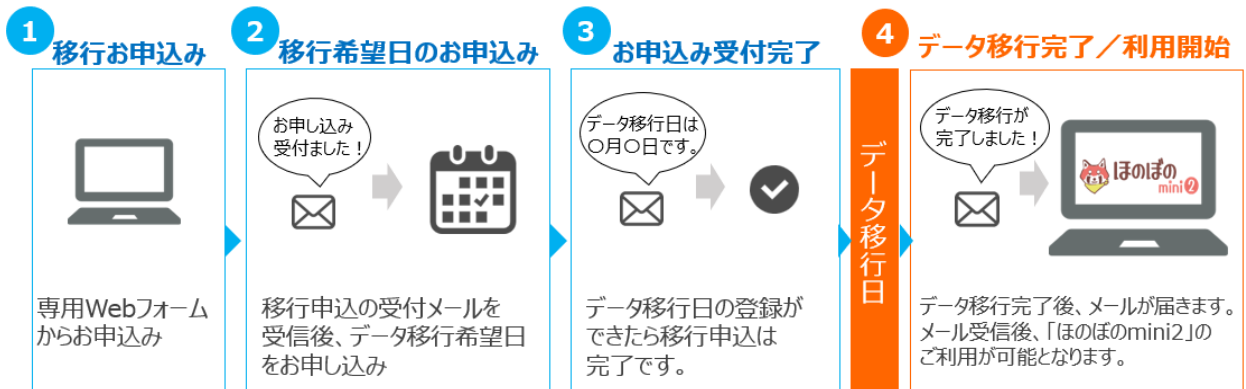 1
移行お申込み
お申し込み
専用Webフォーム
からお申込み
2
移行希望日のお申込み
お申し込み
受付ました!
移行申込の受付メールを
受信後、データ移行希望日
をお申し込み
3
お申込み受付完了
データ移行日は
〇月〇日です。
データ移行日の登録が
できたら移行申込は
完了です。
データ移行日
4
データ移行完了/利用開始
データ移行が
完了しました!
ほのぼの
mini2
データ移行完了後、メールが届きます。
メール受信後、「ほのぼのmini2」の
ご利用が可能となります。